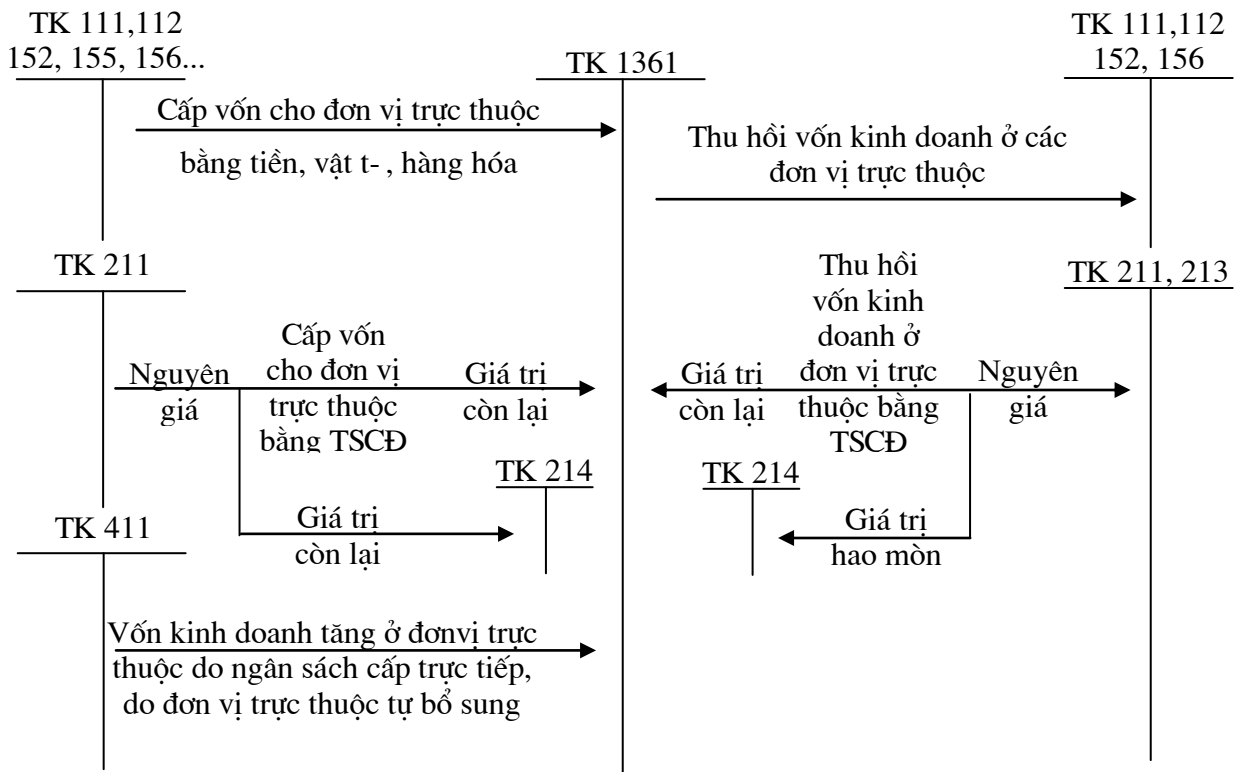 TK 111,112
152, 155, 156...
TK 1361
TK 111,112
152, 156
Cấp vốn cho đơn vị trực thuộc
bằng tiền, vật t- , hàng hóa
Thu hồi vốn kinh doanh ở các
đơn vị trực thuộc
TK 211
Nguyên
giá
Cấp vốn
cho đơn vị
trực thuộc
bằng TSCĐ
Giá trị
còn lại
Giá trị
còn lại
Thu hồi
vốn kinh
doanh ở
đơn vị trực
thuộc bằng
TSCĐ
Nguyên
giá
TK 211, 213
TK 214
TK 214
Giá trị
còn lại
Giá trị
hao mòn
TK 411
Vốn kinh doanh tăng ở đơnvị trực
thuộc do ngân sách cấp trực tiếp,
do đơn vị trực thuộc tự bổ sung